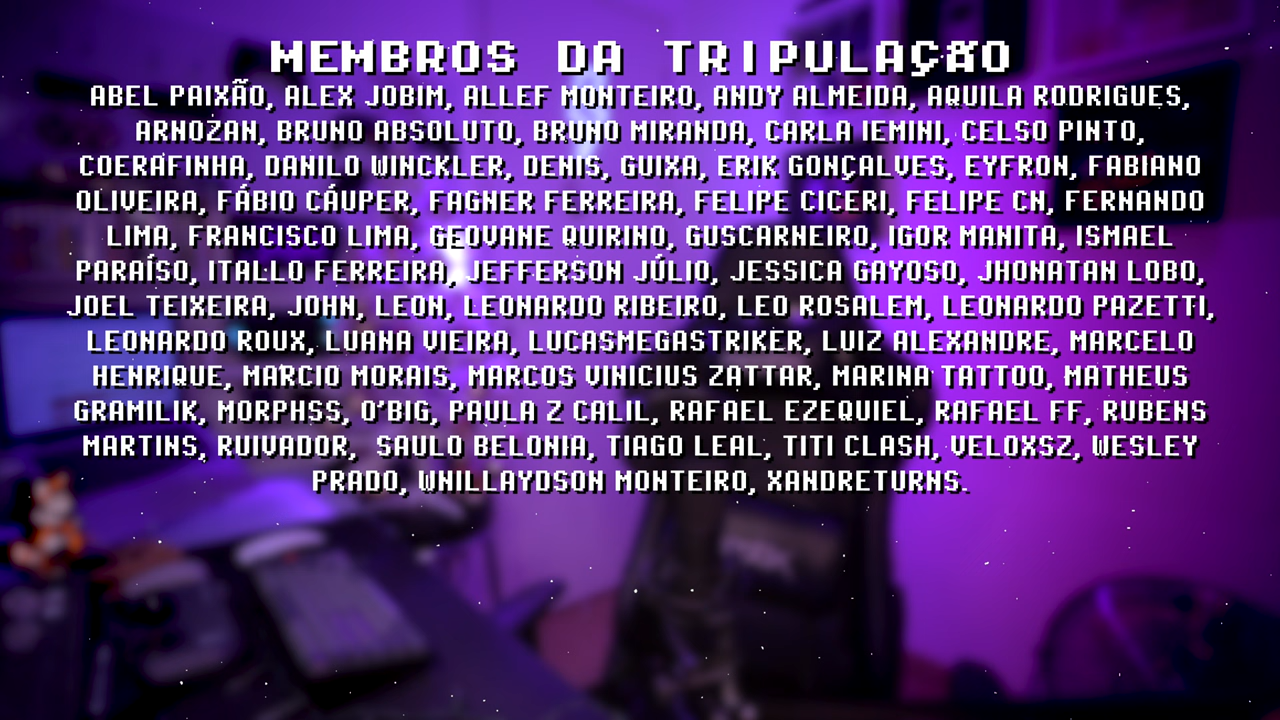 MEMBROS DA TRIPULAÇÃO
ABEL PAIXÃO, ALEX JOBIM, ALLEF MONTEIRO, ANDY ALMEIDA, AQUILA RODRIGUES,
ARNOZAN, BRUNO ABSOLUTO, BRUNO MIRANDA, CARLA IEMINI, CELSO PINTO,
COERAFINHA, DANILO WINCKLER, DENIS, GUIXA, ERIK GONÇALVES, EYFRON, FABIANO
OLIVEIRA, FÁBIO CÁUPER, FAGNER FERREIRA, FELIPE CICERI, FELIPE CN, FERNANDO
LIMA, FRANCISCO LIMA, GEOVANE QUIRINO, GUSCARNEIRO, IGOR MANITA, ISMAEL
PARAÍSO, ITALLO FERREIRA, JEFFERSON JÚLIO, JESSICA GAYOSO, JHONATAN LOBO,
JOEL TEIXEIRA, JOHN, LEON, LEONARDO RIBEIRO, LEO ROSALEM, LEONARDO PAZETTI,
LEONARDO ROUX, LUANA VIEIRA, LUCASMEGASTRIKER, LUIZ ALEXANDRE, MARCELO
HENRIQUE, MARCIO MORAIS, MARCOS VINICIUS ZATTAR, MARINA TATTOO, MATHEUS
GRAMILIK, MORPHSS, O'BIG, PAULA Z CALIL, RAFAEL EZEQUIEL, RAFAEL FF, RUBENS
MARTINS, RUIVADOR, SAULO BELONIA, TIAGO LEAL, TITI CLASH, VELOXSZ, WESLEY
PRADO, WNILLAYDSON MONTEIRO, XANDRETURNS.